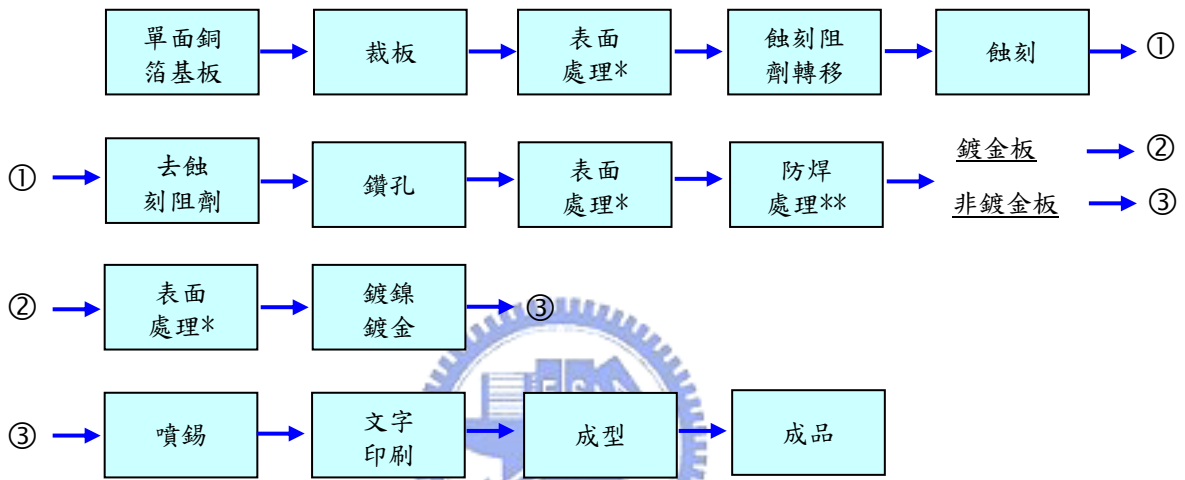 單面銅
箔基板
裁板
表面
處理*
蝕刻阻
劑轉移
蝕刻
①
①
去蝕
刻阻劑
鑽孔
表面
處理*
防焊
處理**
鍍金板
②
非鍍金板
③
②
表面
處理*
鍍鎳
鍍金
③
③
噴錫
文字
印刷
成型
成品